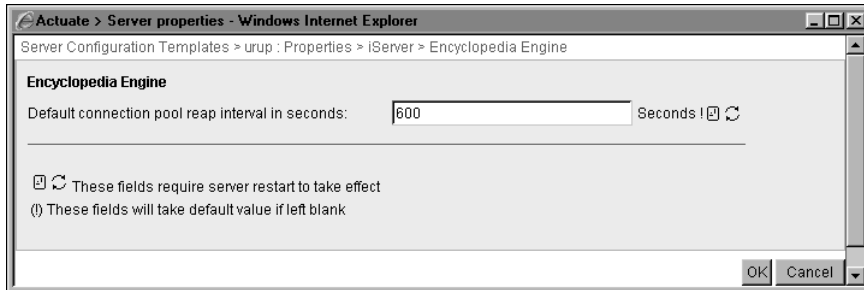 Actuate > Server properties - Windows Internet Explorer
Server Configuration Templates > urup : Properties > iServer > Encyclopedia Engine
Encyclopedia Engine
Default connection pool reap interval in seconds: 600 Seconds !
These fields require server restart to take effect
(!) These fields will take default value if left blank
OK Cancel